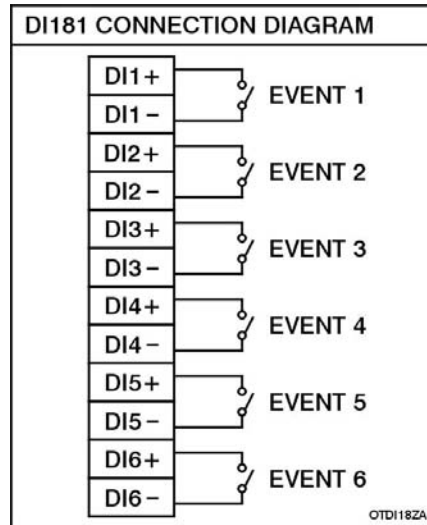 DI181 CONNECTION DIAGRAM
DI1+
EVENT 1
DI1-
DI2+
EVENT 2
DI2-
DI3+
EVENT 3
DI3-
DI4+
EVENT 4
DI4-
DI5+
EVENT 5
DI5-
DI6+
EVENT 6
DI6-
OTDI18ZA